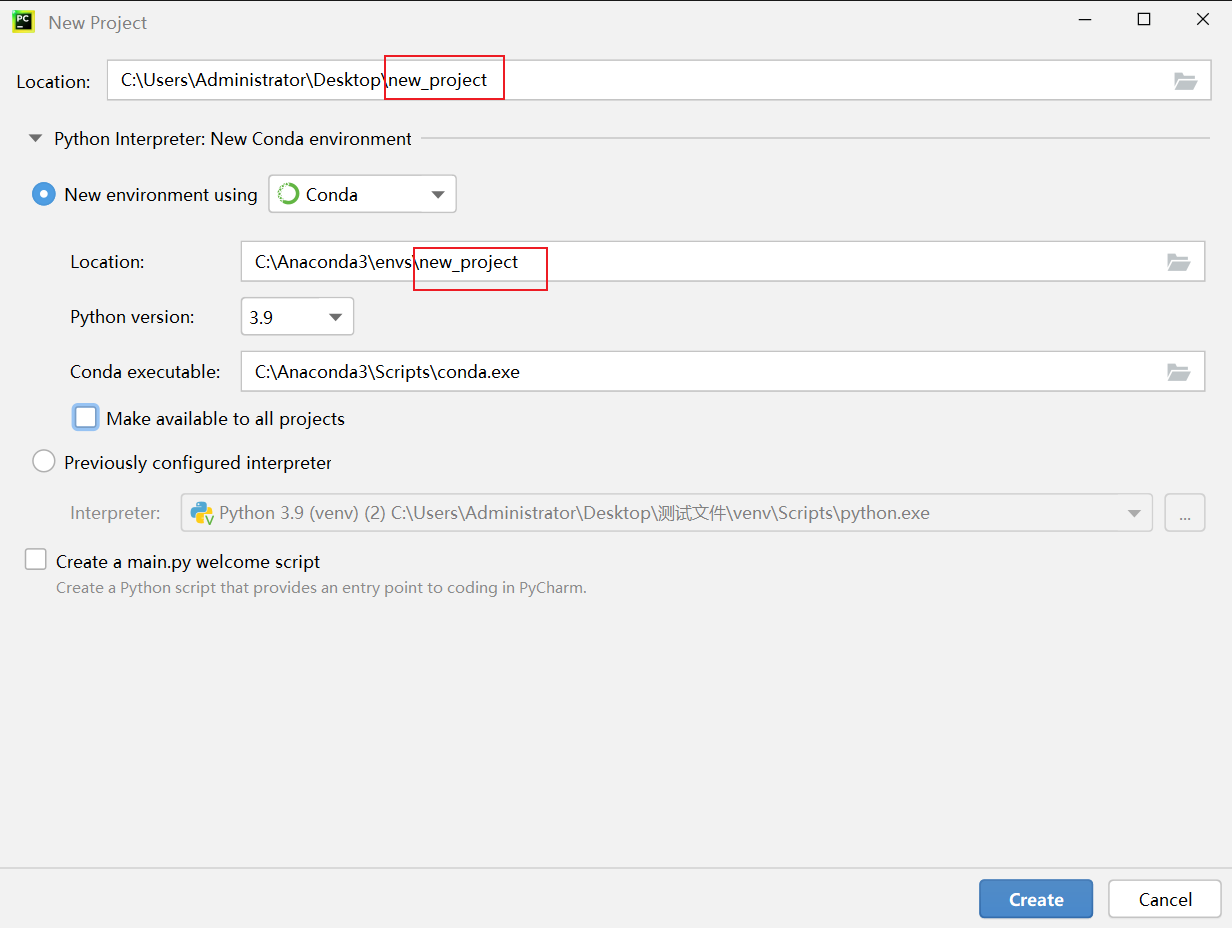 PC New Project
Location: C:\Users\Administrator\Desktop\new_project
Python Interpreter: New Conda environment
New environment using Conda
Location: C:\Anaconda3\envs\new_project
Python version: 3.9
Conda executable: C:\Anaconda3\Scripts\conda.exe
Make available to all projects
Previously configured interpreter
Interpreter: Python 3.9 (venv) (2) C:\Users\Administrator\Desktop\测试文件\venv\Scripts\python.exe ...
Create a main.py welcome script
Create a Python script that provides an entry point to coding in PyCharm.
Create Cancel